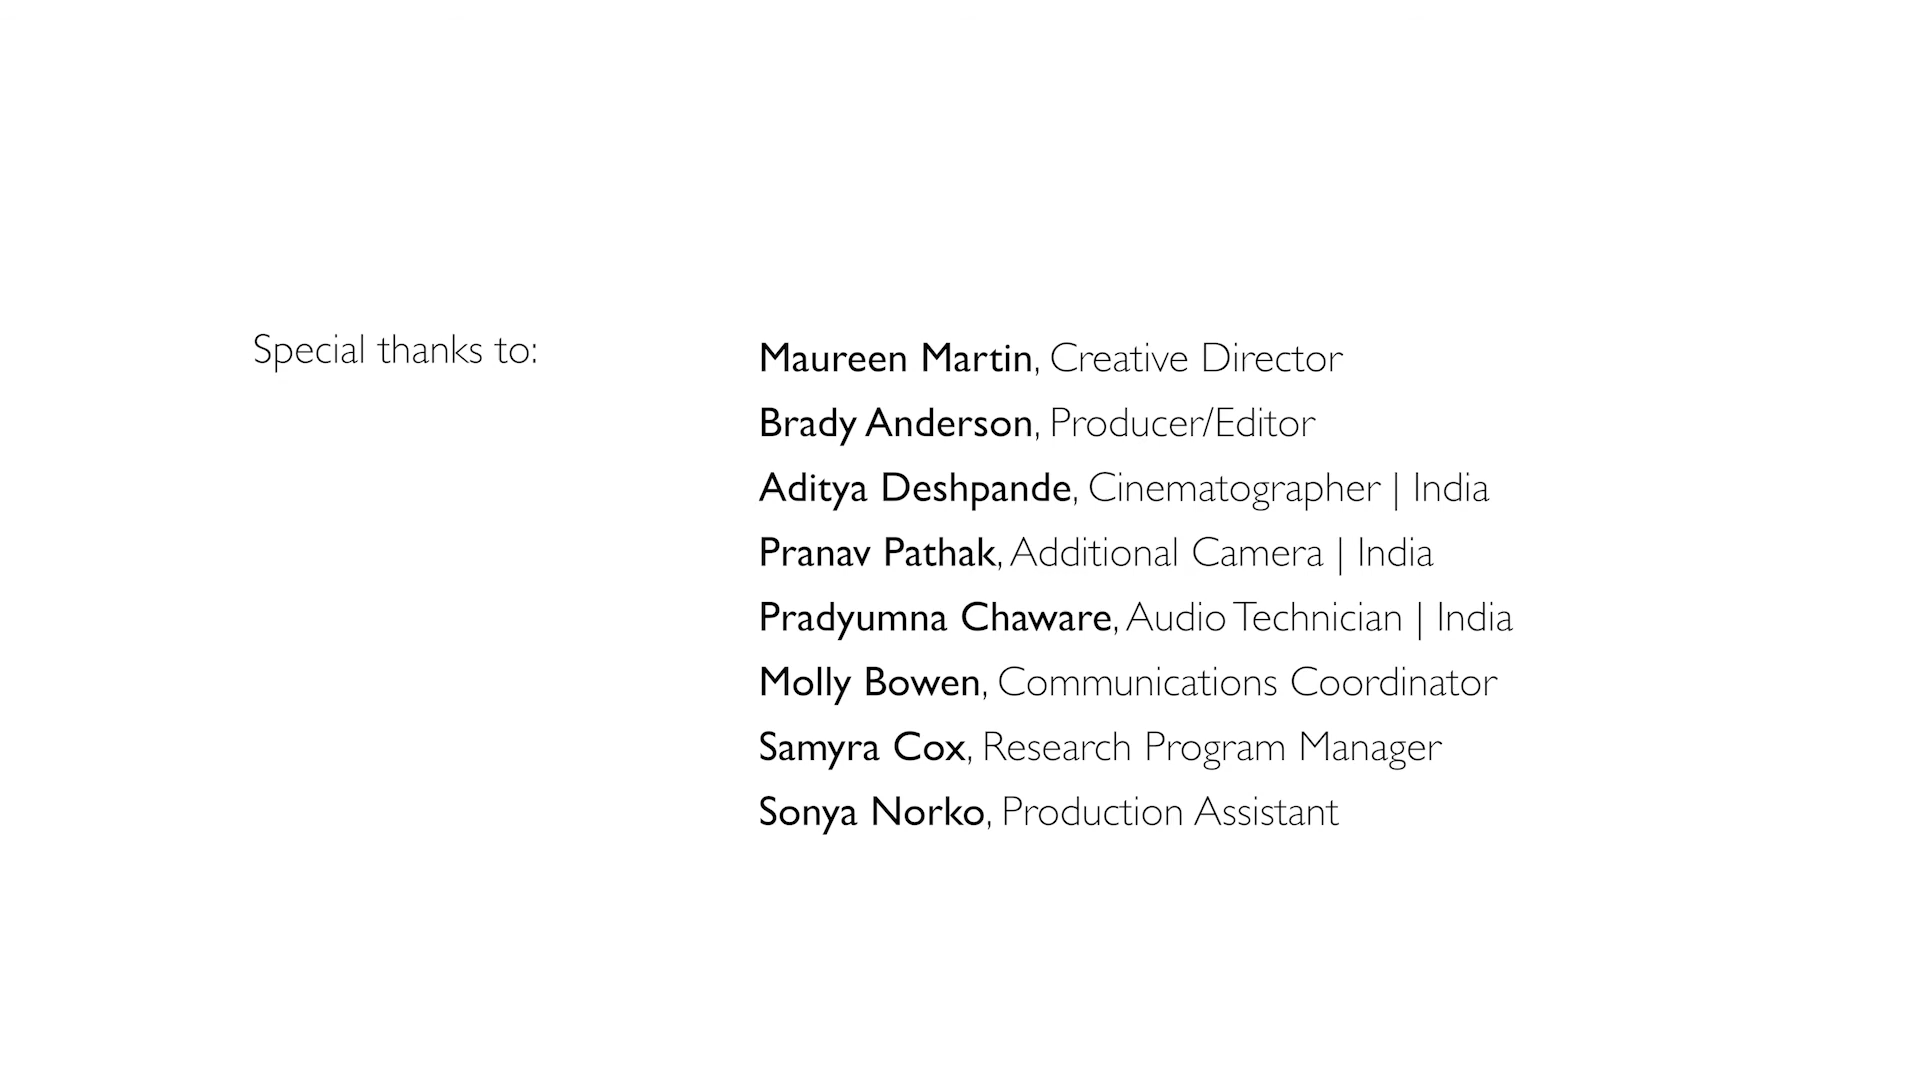 Special thanks to:
Maureen Martin, Creative Director
Brady Anderson, Producer/Editor
Aditya Deshpande, Cinematographer | India
Pranav Pathak, Additional Camera | India
Pradyumna Chaware, Audio Technician | India
Molly Bowen, Communications Coordinator
Samyra Cox, Research Program Manager
Sonya Norko, Production Assistant